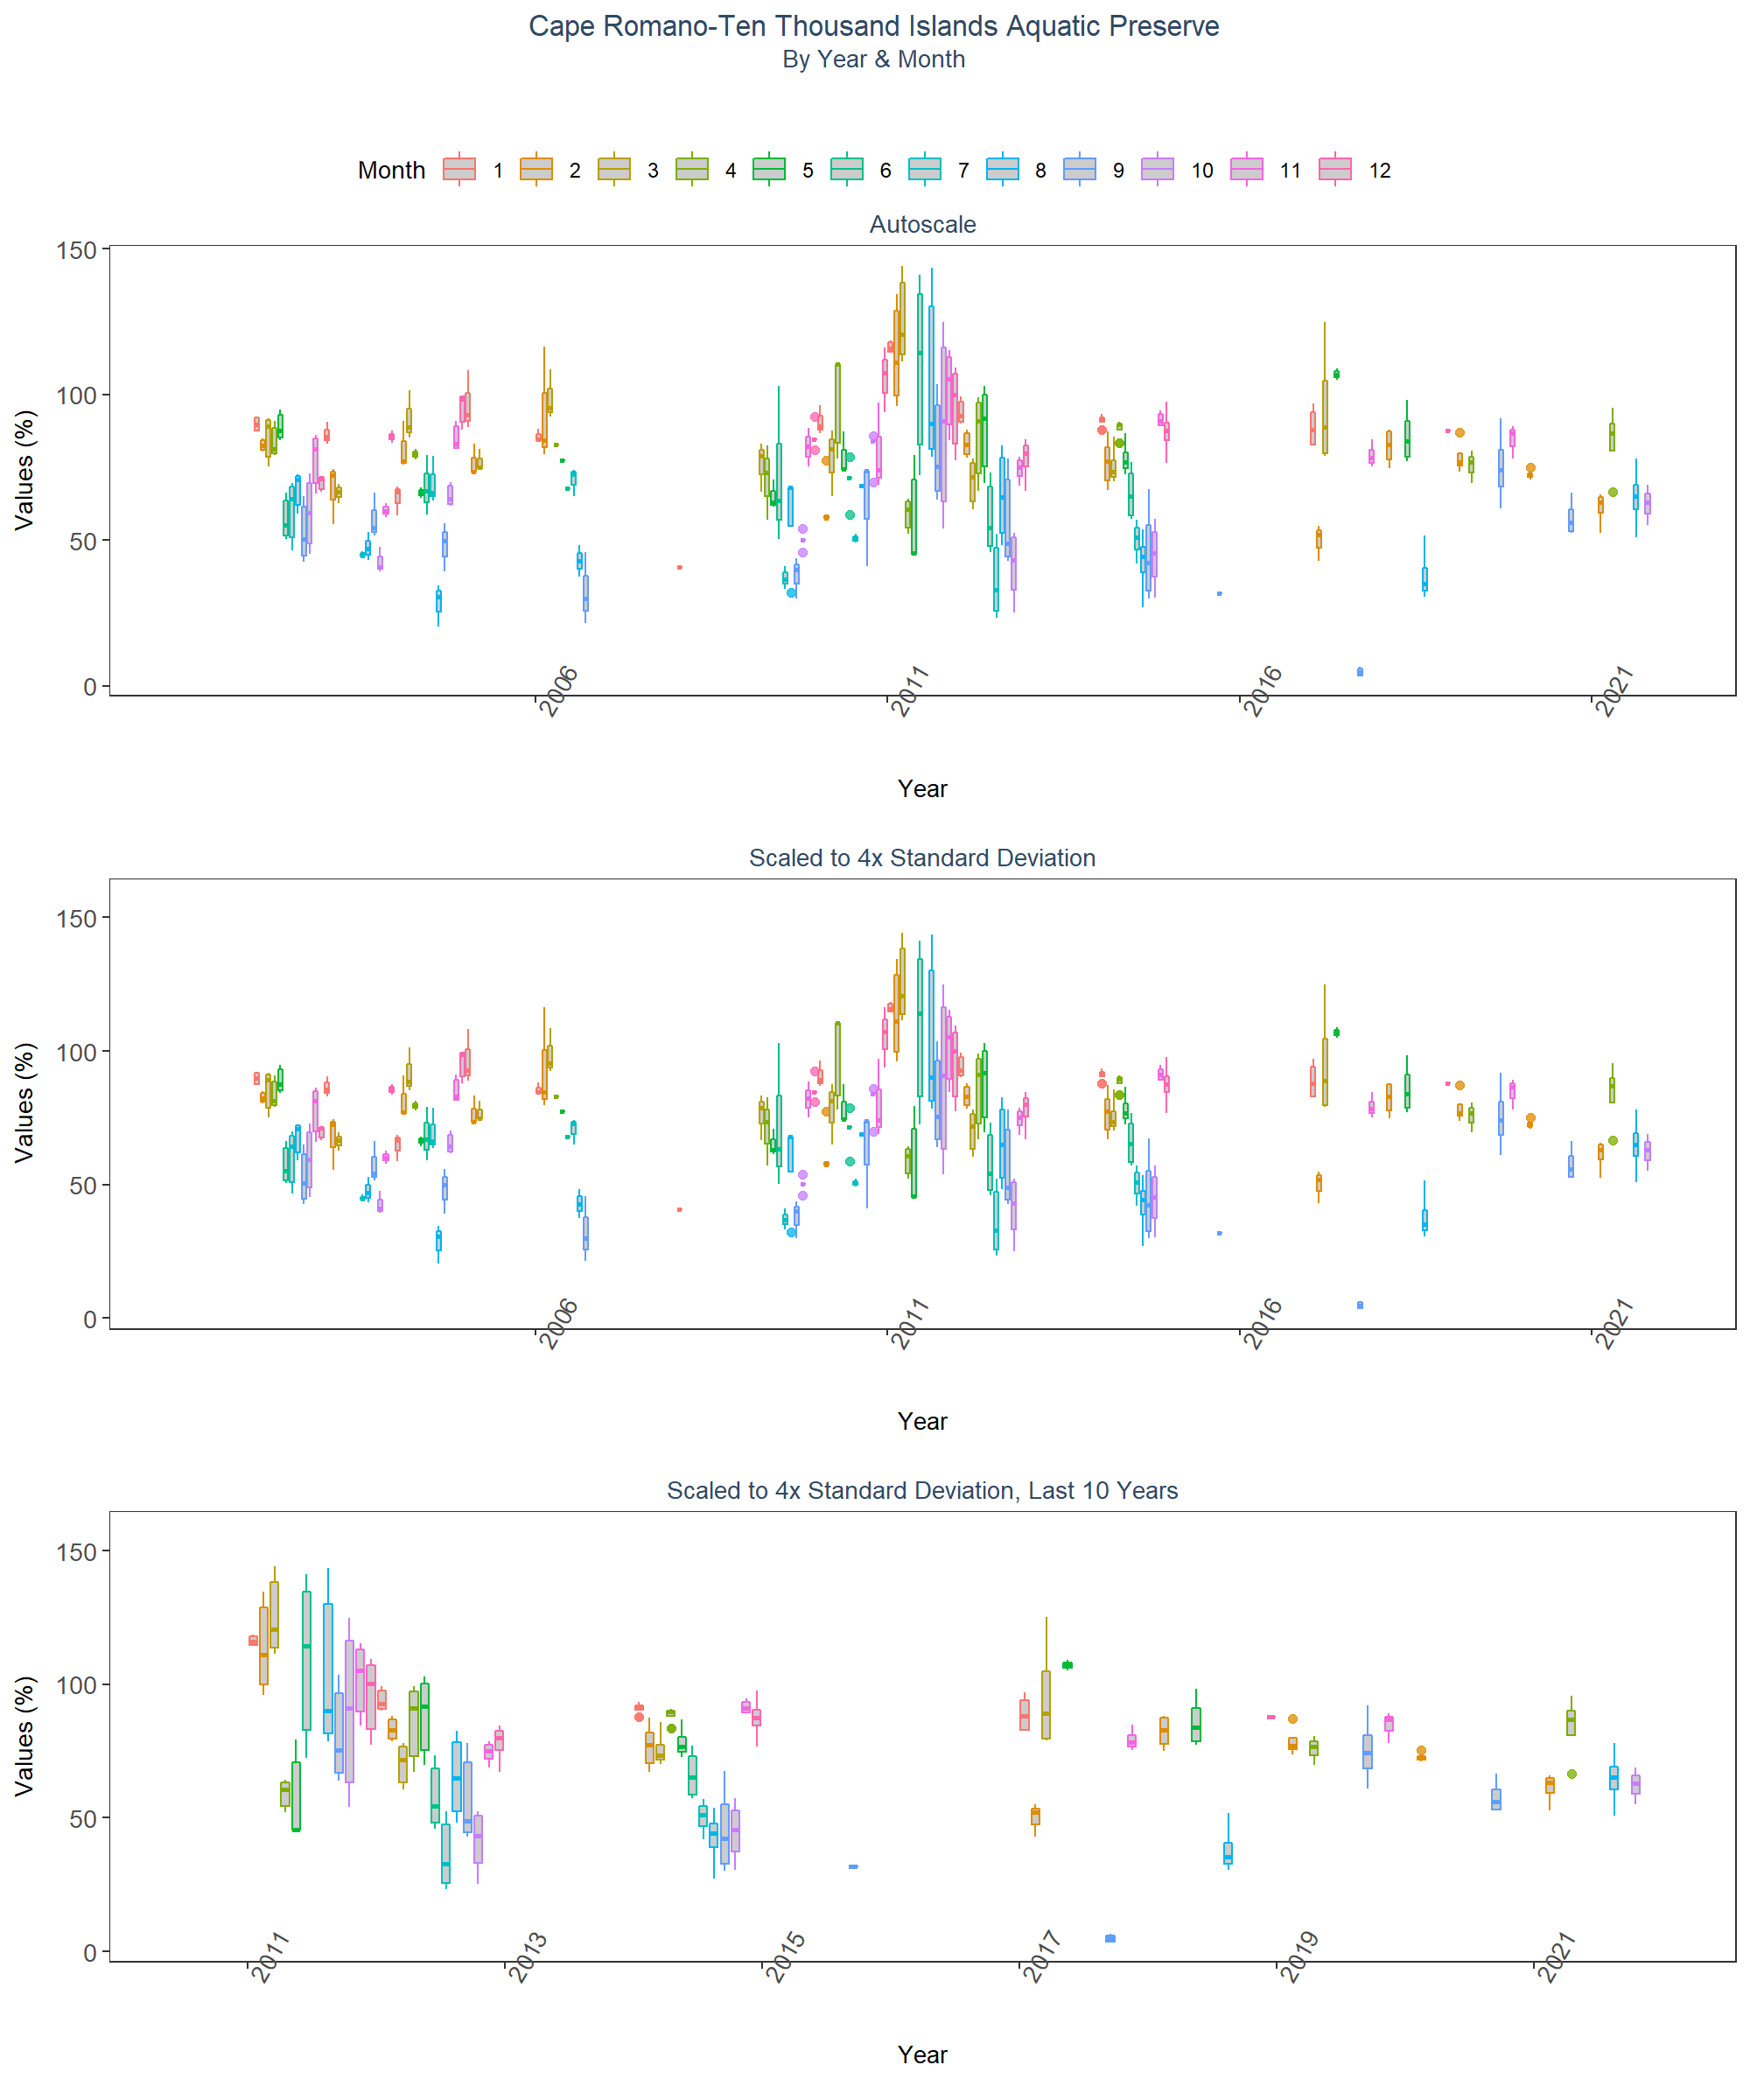 Cape Romano-Ten Thousand Islands Aquatic Preserve
By Year & Month
Month 1 2 3 4 5 6 7 8 9 10 11 12
Autoscale
Values (%)
150
100
50
0
2006 2011 2016 2021
Year
Scaled to 4x Standard Deviation
Values (%)
150
100
50
0
2006 2011 2016 2021
Year
Scaled to 4x Standard Deviation, Last 10 Years
Values (%)
150
100
50
0
2011 2013 2015 2017 2019 2021
Year